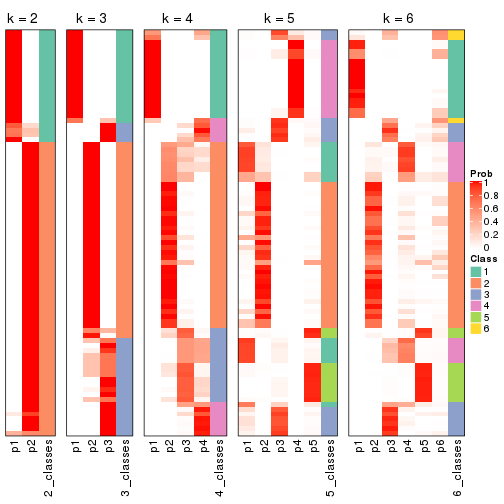 k = 2
k = 3
k = 4
k = 5
k = 6
p1
p2
2_classes
p1
p2
p3
3_classes
p1
p2
p3
p4
4_classes
p1
p2
p3
p4
p5
5_classes
p1
p2
p3
p4
p5
p6
6_classes
Prob
1
0.8
0.6
0.4
0.2
0
Class
1
2
3
4
5
6